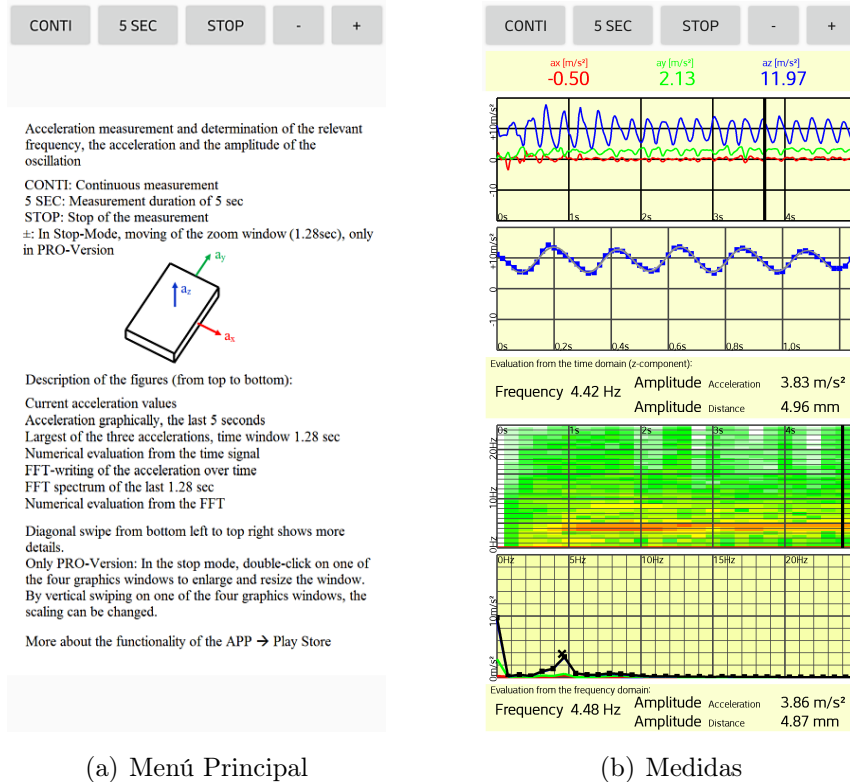 CONTI 5 SEC STOP - +
Acceleration measurement and determination of the relevant
frequency, the acceleration and the amplitude of the
oscillation
CONTI: Continuous measurement
5 SEC: Measurement duration of 5 sec
STOP: Stop of the measurement
±: In Stop-Mode, moving of the zoom window (1.28sec), only
in PRO-Version
ay
az
ax
Description of the figures (from top to bottom):
Current acceleration values
Acceleration graphically, the last 5 seconds
Largest of the three accelerations, time window 1.28 sec
Numerical evaluation from the time signal
FFT-writing of the acceleration over time
FFT spectrum of the last 1.28 sec
Numerical evaluation from the FFT
Diagonal swipe from bottom left to top right shows more
details.
Only PRO-Version: In the stop mode, double-click on one of
the four graphics windows to enlarge and resize the window.
By vertical swiping on one of the four graphics windows, the
scaling can be changed.
More about the functionality of the APP → Play Store
(a) Menú Principal
CONTI 5 SEC STOP - +
ax [m/s²] ay [m/s²] az [m/s²]
-0.50 2.13 11.97
+10m/s²
0
-10
0s 1s 2s 3s 4s
+10m/s²
0
-10
0s 0.2s 0.4s 0.6s 0.8s 1.0s
Evaluation from the time domain (z-component):
Frequency 4.42 Hz Amplitude Acceleration 3.83 m/s²
Amplitude Distance 4.96 mm
0s 1s 2s 3s 4s
20Hz
10Hz
0Hz
0Hz 5Hz 10Hz 15Hz 20Hz
10m/s²
0m/s²
Evaluation from the frequency domain:
Frequency 4.48 Hz Amplitude Acceleration 3.86 m/s²
Amplitude Distance 4.87 mm
(b) Medidas